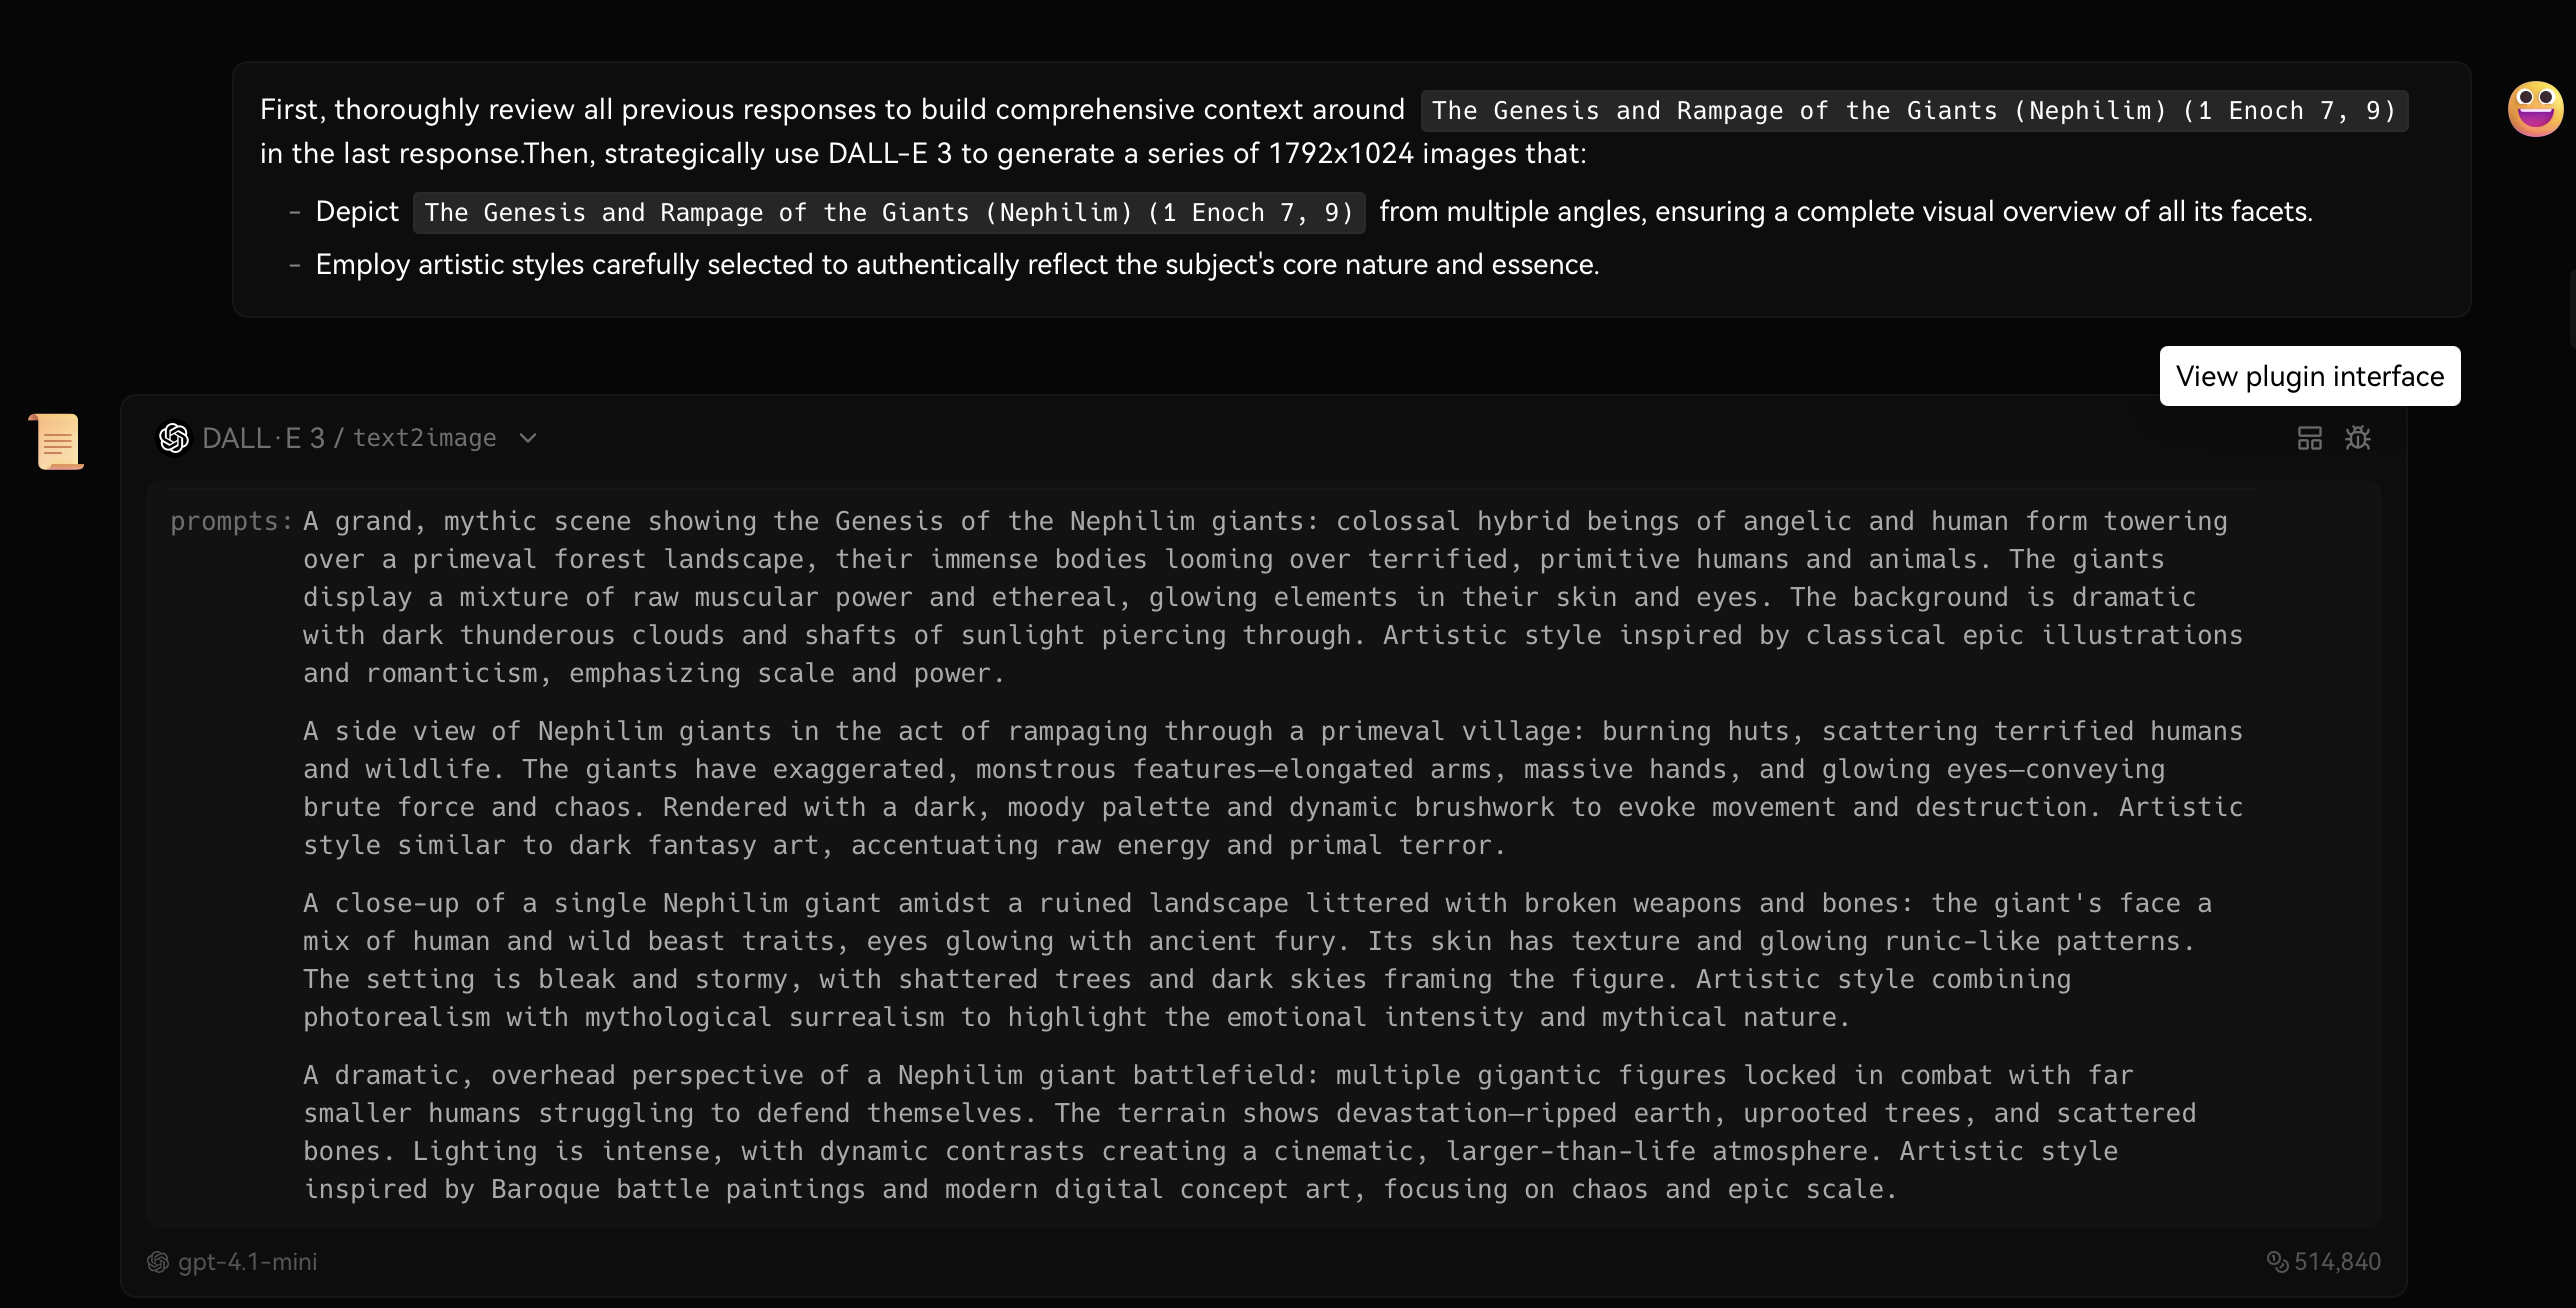 First, thoroughly review all previous responses to build comprehensive context around The Genesis and Rampage of the Giants (Nephilim) (1 Enoch 7, 9)
in the last response.Then, strategically use DALL-E 3 to generate a series of 1792x1024 images that:
- Depict The Genesis and Rampage of the Giants (Nephilim) (1 Enoch 7, 9) from multiple angles, ensuring a complete visual overview of all its facets.
- Employ artistic styles carefully selected to authentically reflect the subject's core nature and essence.
View plugin interface
DALL·E 3 / text2image
prompts: A grand, mythic scene showing the Genesis of the Nephilim giants: colossal hybrid beings of angelic and human form towering
over a primeval forest landscape, their immense bodies looming over terrified, primitive humans and animals. The giants
display a mixture of raw muscular power and ethereal, glowing elements in their skin and eyes. The background is dramatic
with dark thunderous clouds and shafts of sunlight piercing through. Artistic style inspired by classical epic illustrations
and romanticism, emphasizing scale and power.
A side view of Nephilim giants in the act of rampaging through a primeval village: burning huts, scattering terrified humans
and wildlife. The giants have exaggerated, monstrous features—elongated arms, massive hands, and glowing eyes—conveying
brute force and chaos. Rendered with a dark, moody palette and dynamic brushwork to evoke movement and destruction. Artistic
style similar to dark fantasy art, accentuating raw energy and primal terror.
A close-up of a single Nephilim giant amidst a ruined landscape littered with broken weapons and bones: the giant's face a
mix of human and wild beast traits, eyes glowing with ancient fury. Its skin has texture and glowing runic-like patterns.
The setting is bleak and stormy, with shattered trees and dark skies framing the figure. Artistic style combining
photorealism with mythological surrealism to highlight the emotional intensity and mythical nature.
A dramatic, overhead perspective of a Nephilim giant battlefield: multiple gigantic figures locked in combat with far
smaller humans struggling to defend themselves. The terrain shows devastation—ripped earth, uprooted trees, and scattered
bones. Lighting is intense, with dynamic contrasts creating a cinematic, larger-than-life atmosphere. Artistic style
inspired by Baroque battle paintings and modern digital concept art, focusing on chaos and epic scale.
gpt-4.1-mini
514,840